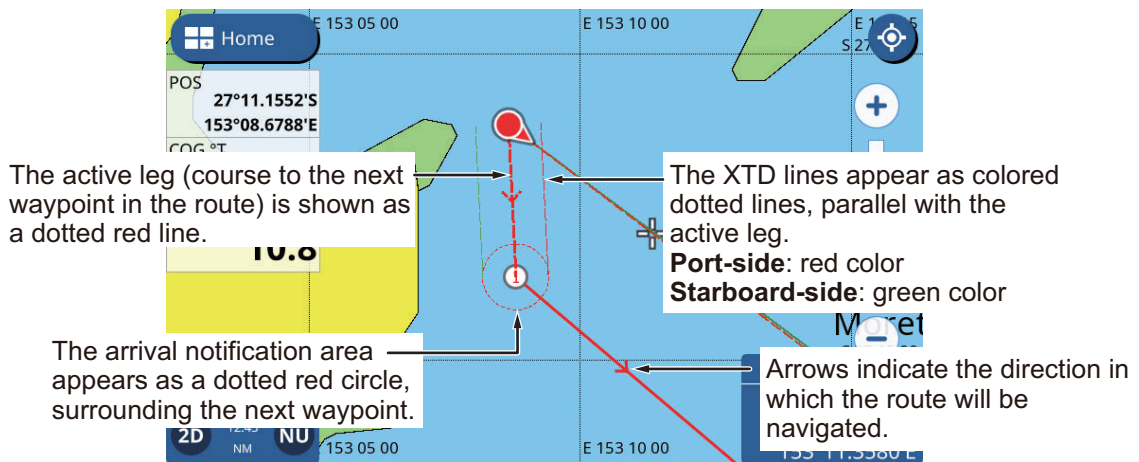 E 153 05 00
E 153 10 00
Home
POS
27°11.1552'S
153°08.6788'E
COG °T
The active leg (course to the next
waypoint in the route) is shown as
a dotted red line.
10.8
The XTD lines appear as colored
dotted lines, parallel with the
active leg.
Port-side: red color
Starboard-side: green color
Moret
1
The arrival notification area
appears as a dotted red circle,
surrounding the next waypoint.
Arrows indicate the direction in
which the route will be
navigated.
2D
NM
NU
153 05 00
E 153 10 00